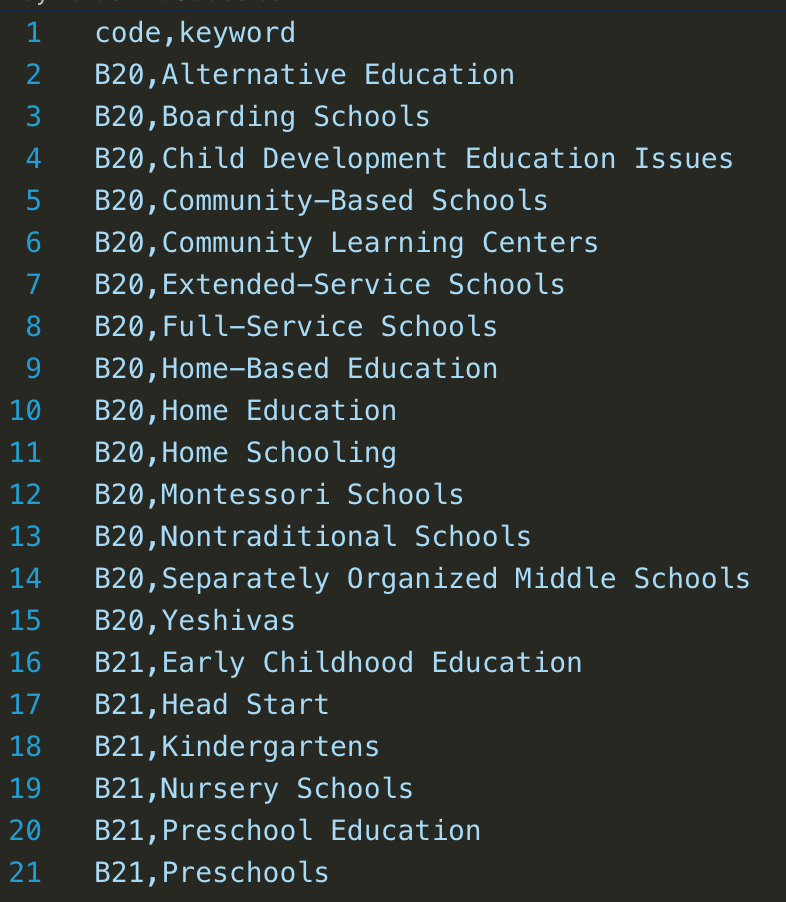 1 code,keyword
2 B20,Alternative Education
3 B20,Boarding Schools
4 B20,Child Development Education Issues
5 B20,Community-Based Schools
6 B20,Community Learning Centers
7 B20,Extended-Service Schools
8 B20,Full-Service Schools
9 B20,Home-Based Education
10 B20,Home Education
11 B20,Home Schooling
12 B20,Montessori Schools
13 B20,Nontraditional Schools
14 B20,Separately Organized Middle Schools
15 B20,Yeshivas
16 B21,Early Childhood Education
17 B21,Head Start
18 B21,Kindergartens
19 B21,Nursery Schools
20 B21,Preschool Education
21 B21,Preschools